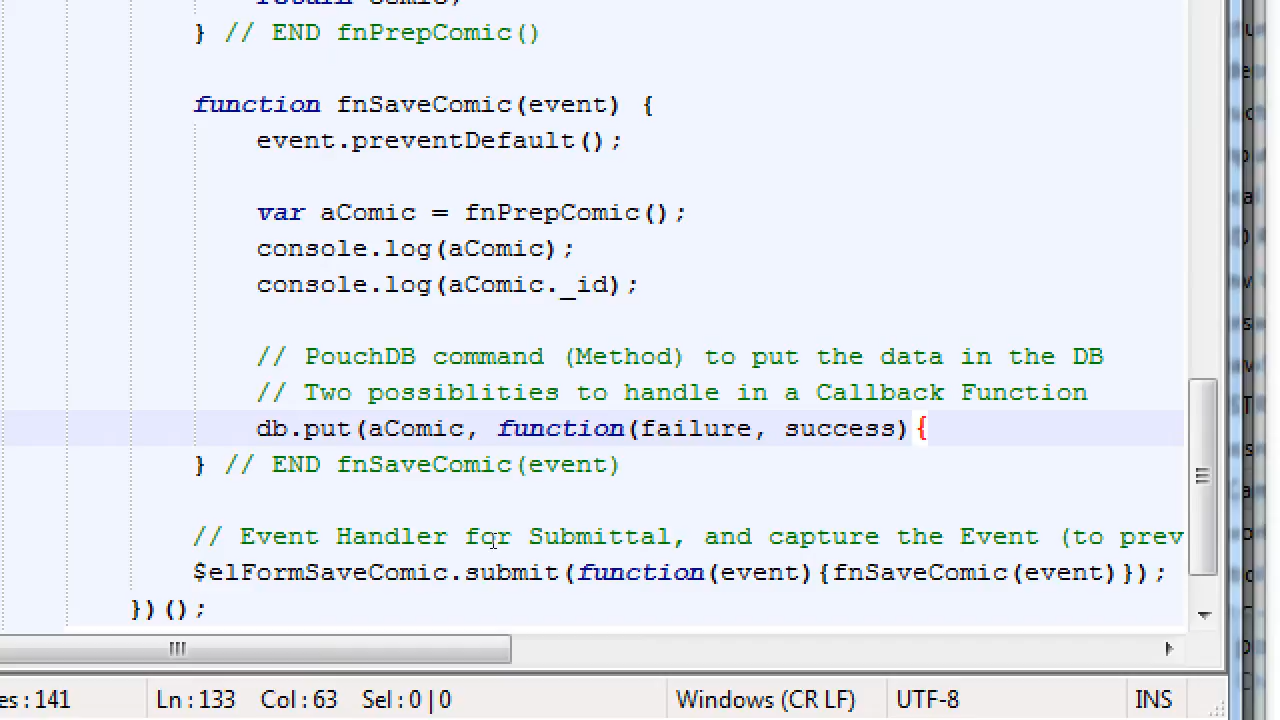 } // END fnPrepComic()
function fnSaveComic(event) {
event.preventDefault();
var aComic = fnPrepComic();
console.log(aComic);
console.log(aComic._id);
// PouchDB command (Method) to put the data in the DB
// Two possiblities to handle in a Callback Function
db.put(aComic, function(failure, success){
} // END fnSaveComic(event)
// Event Handler for Submittal, and capture the Event (to prev
$elFormSaveComic.submit(function(event){fnSaveComic(event)});
})();
es:141 Ln:133 Col:63 Sel:0|0 Windows (CR LF) UTF-8 INS